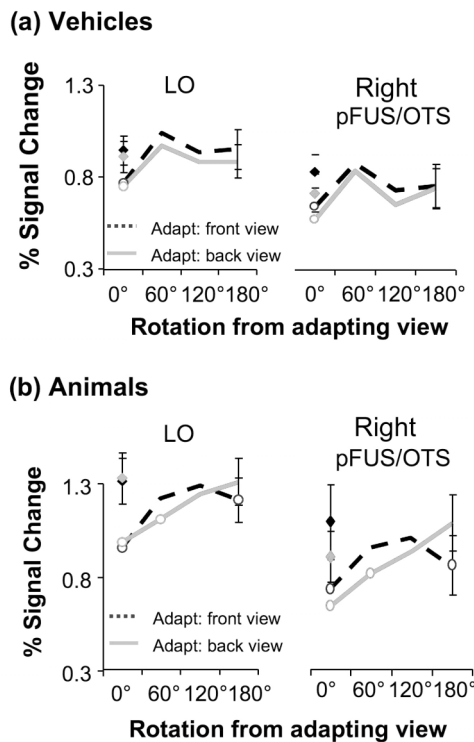 (a) Vehicles
LO
Right
pFUS/OTS
% Signal Change
1.3
0.8
0.3
Adapt: front view
Adapt: back view
0° 60° 120° 180°
0° 60° 120° 180°
Rotation from adapting view
(b) Animals
LO
Right
pFUS/OTS
% Signal Change
1.3
0.8
0.3
Adapt: front view
Adapt: back view
0° 60° 120° 180°
0° 60° 120° 180°
Rotation from adapting view